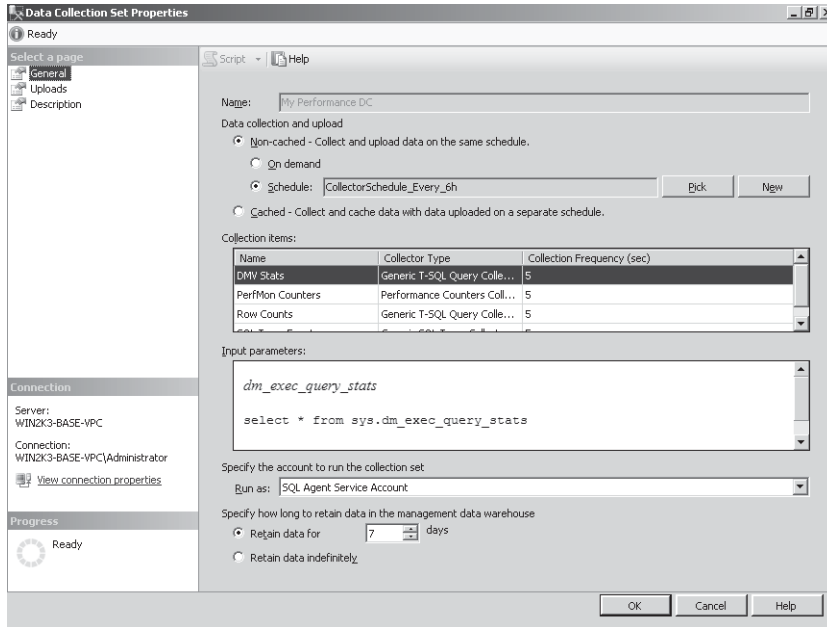 Data Collection Set Properties
Ready
Select a page
General
Uploads
Description
Script
Help
Name: My Performance DC
Data collection and upload
Non-cached - Collect and upload data on the same schedule.
On demand
Schedule: CollectorSchedule_Every_6h Pick New
Cached - Collect and cache data with data uploaded on a separate schedule.
Collection items:
Name Collector Type Collection Frequency (sec)
DMV Stats Generic T-SQL Query Colle... 5
PerfMon Counters Performance Counters Coll... 5
Row Counts Generic T-SQL Query Colle... 5
Input parameters:
dm_exec_query_stats
select * from sys.dm_exec_query_stats
Connection
Server:
WIN2K3-BASE-VPC
Connection:
WIN2K3-BASE-VPC\Administrator
View connection properties
Specify the account to run the collection set
Run as: SQL Agent Service Account
Specify how long to retain data in the management data warehouse
Retain data for 7 days
Retain data indefinitely
Progress
Ready
OK Cancel Help